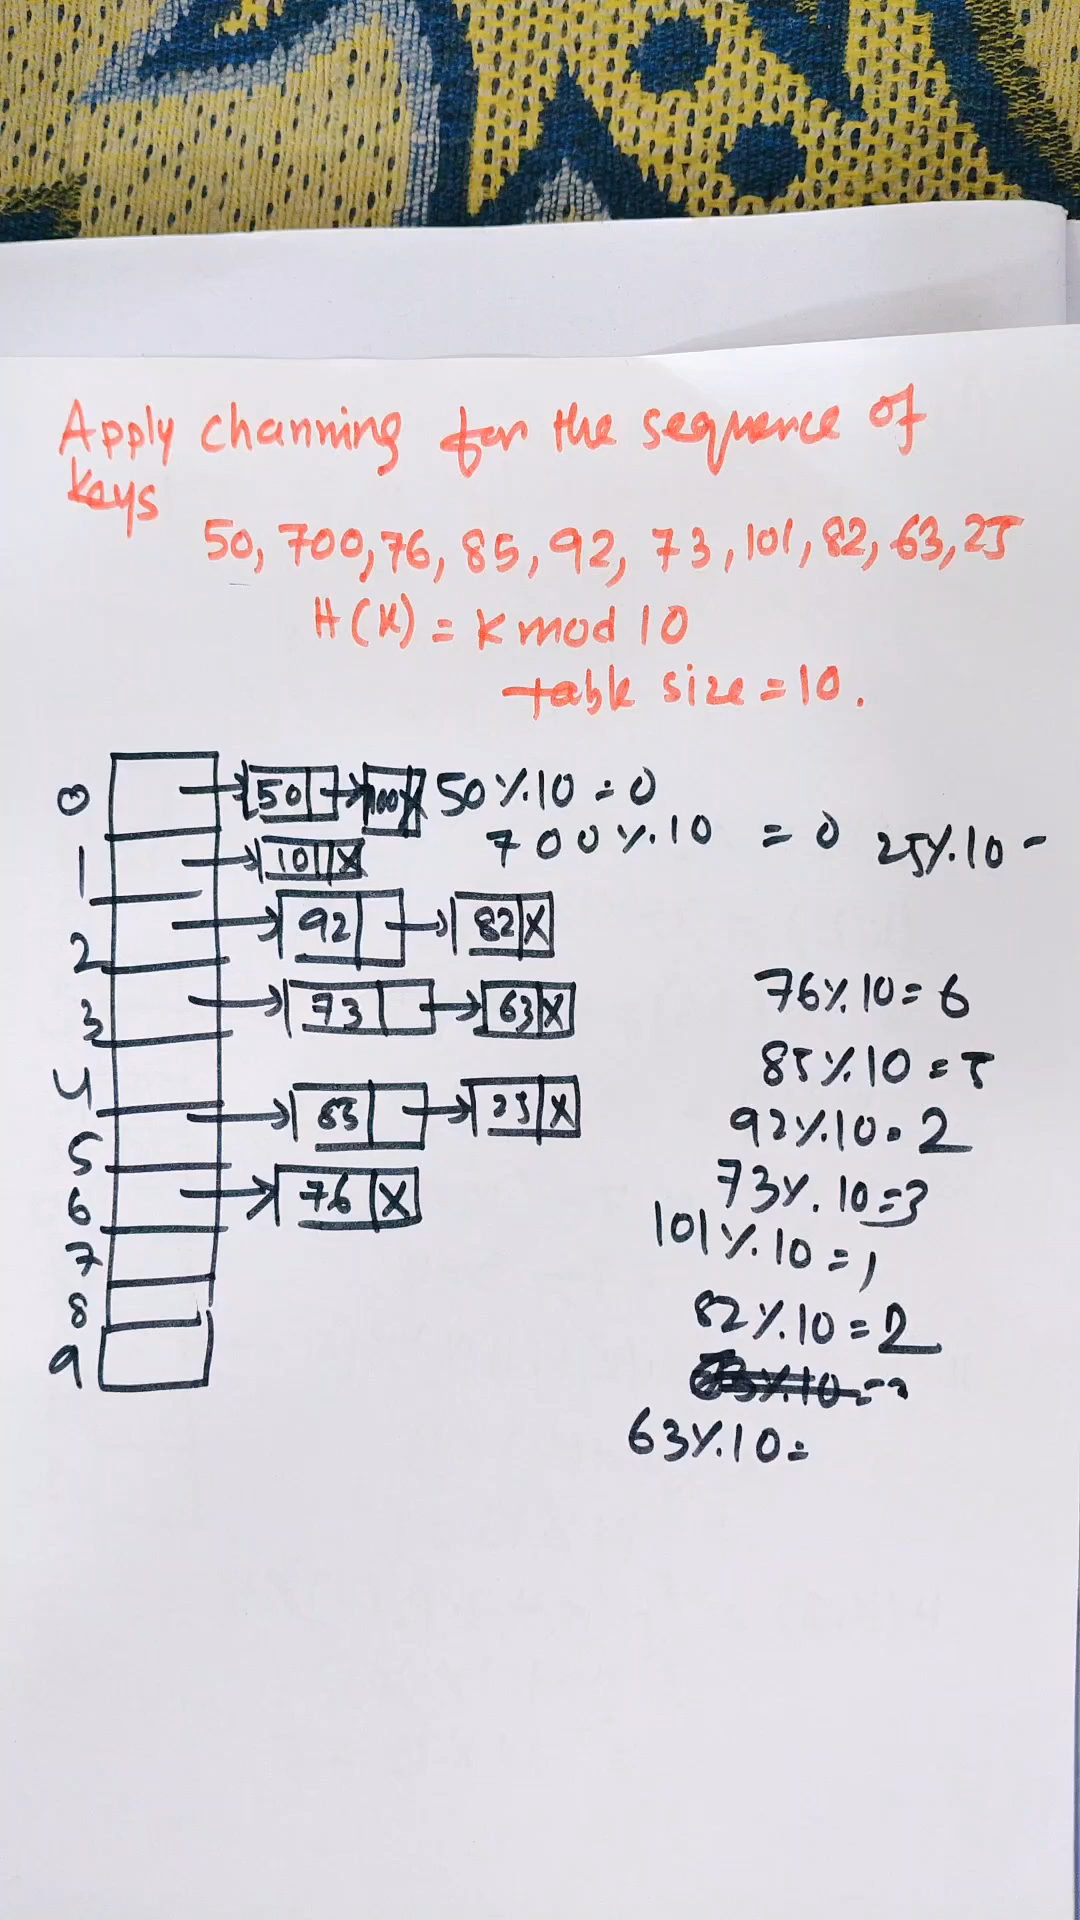 Apply channing for the sequence of
keys
50, 700, 76, 85, 92, 73, 101, 82, 63, 25
H(K) = K mod 10
table size = 10.
0 50 700 X 50 % 10 = 0
700 % 10 = 0 25 % 10 -
1 101 X
2 92 82 X
3 73 63 X
76 % 10 = 6
4
85 % 10 = 5
5 85 25 X
92 % 10 = 2
6 76 X
73 % 10 = 3
7
101 % 10 = 1
8
82 % 10 = 2
9
63 % 10 =